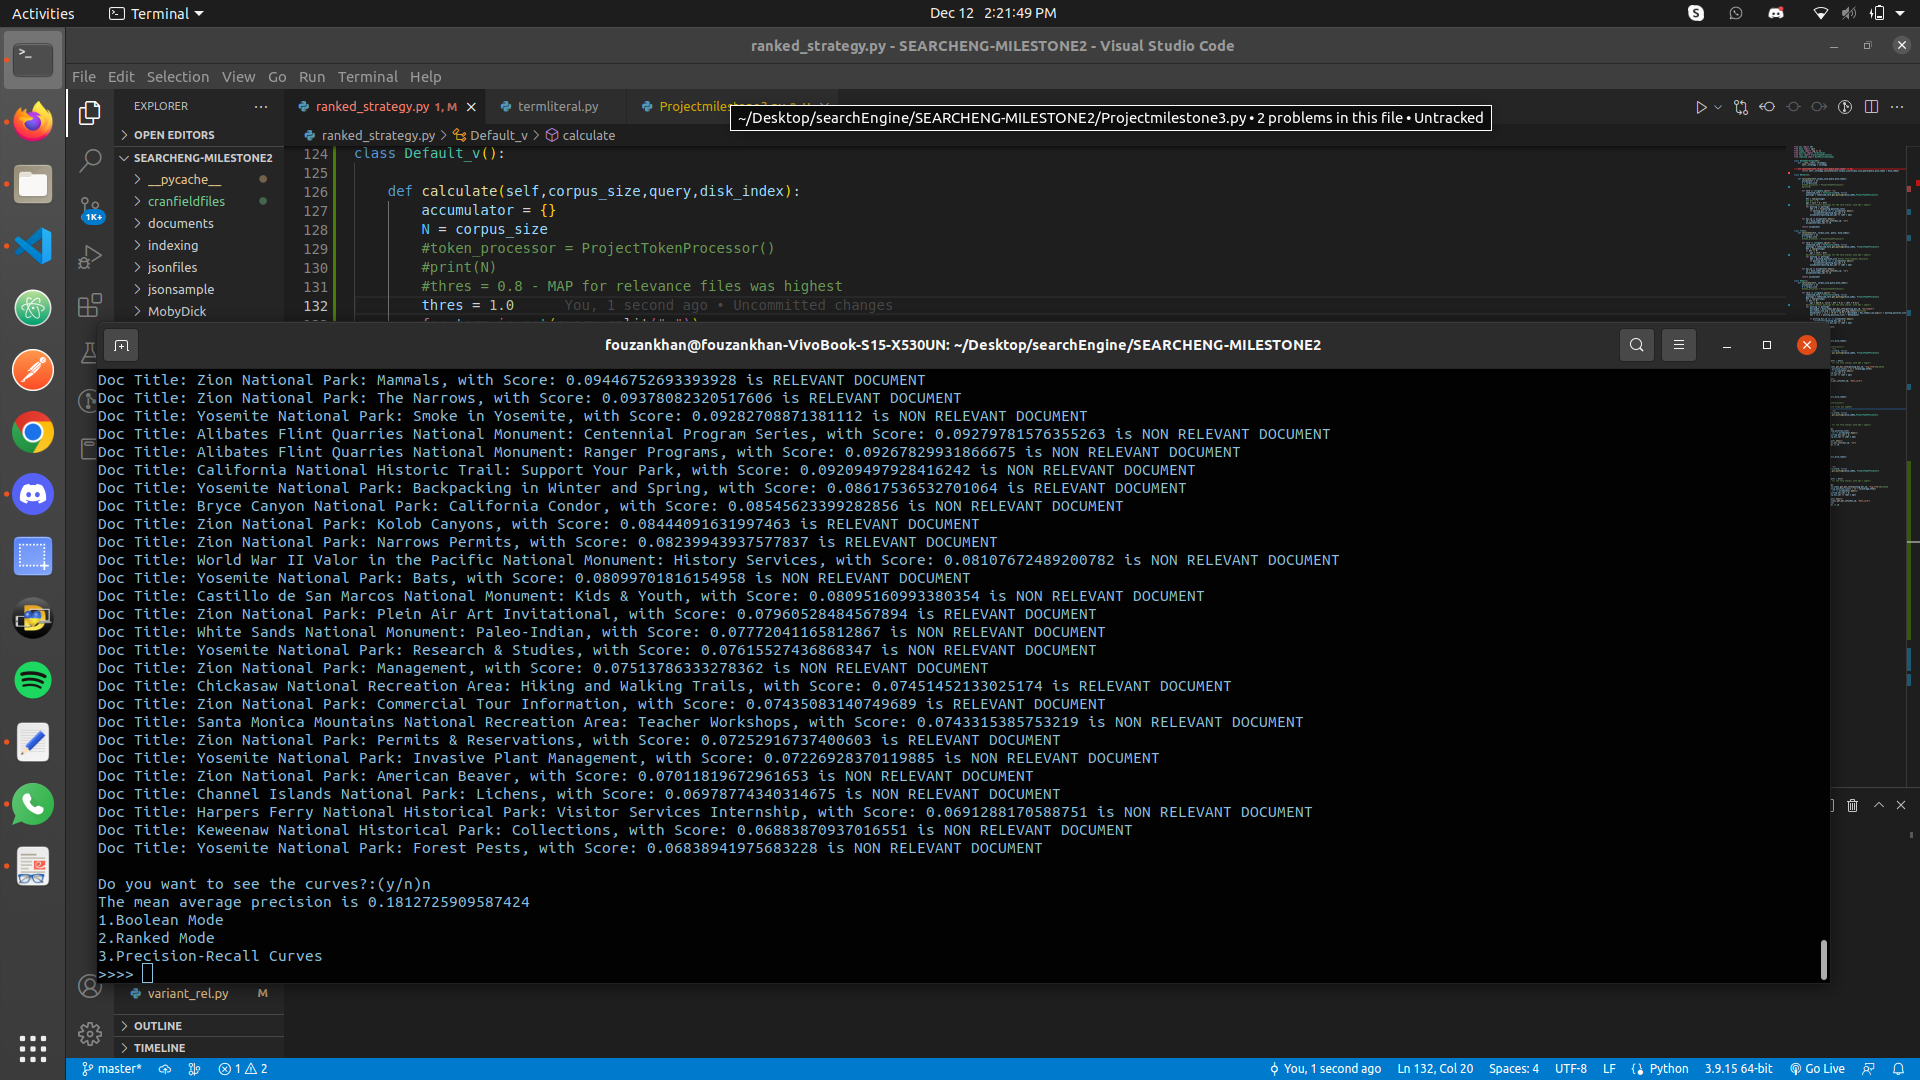 Activities
Terminal
Dec 12 2:21:49 PM
ranked_strategy.py - SEARCHENG-MILESTONE2 - Visual Studio Code
File Edit Selection View Go Run Terminal Help
EXPLORER
ranked_strategy.py 1, M
termliteral.py
~/Desktop/searchEngine/SEARCHENG-MILESTONE2/Projectmilestone3.py • 2 problems in this file • Untracked
OPEN EDITORS
ranked_strategy.py > Default_v > calculate
SEARCHENG-MILESTONE2
__pycache__
cranfieldfiles
documents
indexing
jsonfiles
jsonsample
MobyDick
1K+
124 class Default_v():
125
126 def calculate(self,corpus_size,query,disk_index):
127 accumulator = {}
128 N = corpus_size
129 #token_processor = ProjectTokenProcessor()
130 #print(N)
131 #thres = 0.8 - MAP for relevance files was highest
132 thres = 1.0 You, 1 second ago • Uncommitted changes
fouzankhan@fouzankhan-VivoBook-S15-X530UN: ~/Desktop/searchEngine/SEARCHENG-MILESTONE2
Doc Title: Zion National Park: Mammals, with Score: 0.09446752693393928 is RELEVANT DOCUMENT
Doc Title: Zion National Park: The Narrows, with Score: 0.09378082320517606 is RELEVANT DOCUMENT
Doc Title: Yosemite National Park: Smoke in Yosemite, with Score: 0.09282708871381112 is NON RELEVANT DOCUMENT
Doc Title: Alibates Flint Quarries National Monument: Centennial Program Series, with Score: 0.09279781576355263 is NON RELEVANT DOCUMENT
Doc Title: Alibates Flint Quarries National Monument: Ranger Programs, with Score: 0.09267829931866675 is NON RELEVANT DOCUMENT
Doc Title: California National Historic Trail: Support Your Park, with Score: 0.09209497928416242 is NON RELEVANT DOCUMENT
Doc Title: Yosemite National Park: Backpacking in Winter and Spring, with Score: 0.08617536532701064 is RELEVANT DOCUMENT
Doc Title: Bryce Canyon National Park: California Condor, with Score: 0.08545623399282856 is NON RELEVANT DOCUMENT
Doc Title: Zion National Park: Kolob Canyons, with Score: 0.08444091631997463 is RELEVANT DOCUMENT
Doc Title: Zion National Park: Narrows Permits, with Score: 0.08239943937577837 is RELEVANT DOCUMENT
Doc Title: World War II Valor in the Pacific National Monument: History Services, with Score: 0.08107672489200782 is NON RELEVANT DOCUMENT
Doc Title: Yosemite National Park: Bats, with Score: 0.08099701816154958 is NON RELEVANT DOCUMENT
Doc Title: Castillo de San Marcos National Monument: Kids & Youth, with Score: 0.08095160993380354 is NON RELEVANT DOCUMENT
Doc Title: Zion National Park: Plein Air Art Invitational, with Score: 0.07960528484567894 is RELEVANT DOCUMENT
Doc Title: White Sands National Monument: Paleo-Indian, with Score: 0.07772041165812867 is NON RELEVANT DOCUMENT
Doc Title: Yosemite National Park: Research & Studies, with Score: 0.07615527436868347 is NON RELEVANT DOCUMENT
Doc Title: Zion National Park: Management, with Score: 0.07513786333278362 is NON RELEVANT DOCUMENT
Doc Title: Chickasaw National Recreation Area: Hiking and Walking Trails, with Score: 0.07451452133025174 is RELEVANT DOCUMENT
Doc Title: Zion National Park: Commercial Tour Information, with Score: 0.07435083140749689 is RELEVANT DOCUMENT
Doc Title: Santa Monica Mountains National Recreation Area: Teacher Workshops, with Score: 0.0743315385753219 is NON RELEVANT DOCUMENT
Doc Title: Zion National Park: Permits & Reservations, with Score: 0.07252916737400603 is RELEVANT DOCUMENT
Doc Title: Yosemite National Park: Invasive Plant Management, with Score: 0.07226928370119885 is NON RELEVANT DOCUMENT
Doc Title: Zion National Park: American Beaver, with Score: 0.07011819672961653 is NON RELEVANT DOCUMENT
Doc Title: Channel Islands National Park: Lichens, with Score: 0.06978774340314675 is NON RELEVANT DOCUMENT
Doc Title: Harpers Ferry National Historical Park: Visitor Services Internship, with Score: 0.0691288170588751 is NON RELEVANT DOCUMENT
Doc Title: Keweenaw National Historical Park: Collections, with Score: 0.06883870937016551 is NON RELEVANT DOCUMENT
Doc Title: Yosemite National Park: Forest Pests, with Score: 0.06838941975683228 is NON RELEVANT DOCUMENT
Do you want to see the curves?:(y/n)n
The mean average precision is 0.1812725909587424
1.Boolean Mode
2.Ranked Mode
3.Precision-Recall Curves
>>>>
variant_rel.py M
OUTLINE
TIMELINE
master* 1 2 You, 1 second ago Ln 132, Col 20 Spaces: 4 UTF-8 LF Python 3.9.15 64-bit Go Live